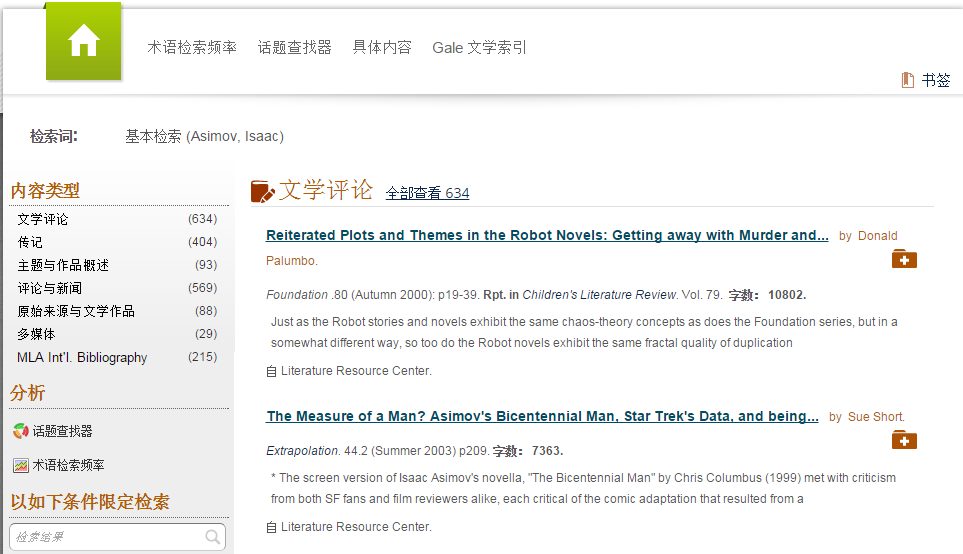 术语检索频率 话题查找器 具体内容 Gale 文学索引
书签
检索词: 基本检索 (Asimov, Isaac)
内容类型
文学评论 (634)
传记 (404)
主题与作品概述 (93)
评论与新闻 (569)
原始来源与文学作品 (88)
多媒体 (29)
MLA Int'l. Bibliography (215)
分析
话题查找器
术语检索频率
以如下条件限定检索
检索结果
文学评论 全部查看 634
Reiterated Plots and Themes in the Robot Novels: Getting away with Murder and... by Donald
Palumbo.
Foundation .80 (Autumn 2000): p19-39. Rpt. in Children's Literature Review. Vol. 79. 字数: 10802.
Just as the Robot stories and novels exhibit the same chaos-theory concepts as does the Foundation series, but in a
somewhat different way, so too do the Robot novels exhibit the same fractal quality of duplication
自 Literature Resource Center.
The Measure of a Man? Asimov's Bicentennial Man, Star Trek's Data, and being... by Sue Short.
Extrapolation. 44.2 (Summer 2003) p209. 字数: 7363.
* The screen version of Isaac Asimov's novella, "The Bicentennial Man" by Chris Columbus (1999) met with criticism
from both SF fans and film reviewers alike, each critical of the comic adaptation that resulted from a
自 Literature Resource Center.